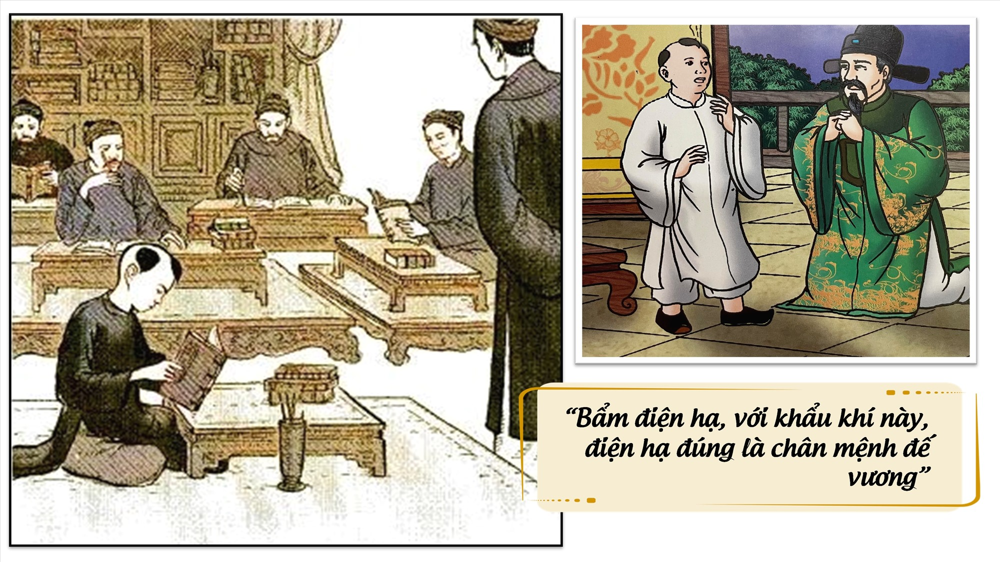 “Bẩm điện hạ, với khẩu khí này,
điện hạ đúng là chân mệnh đế
vương”